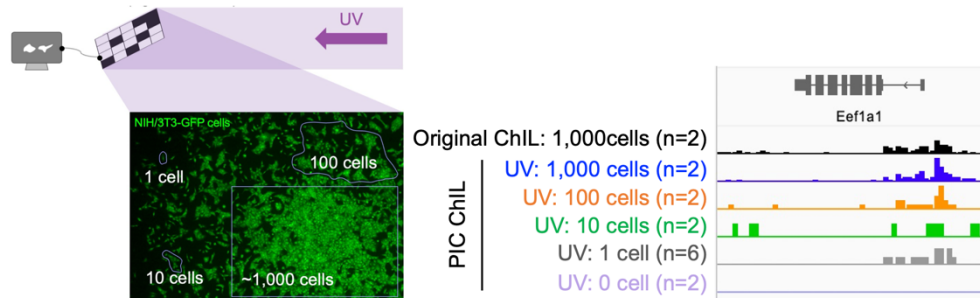 UV
NIH/3T3-GFP cells
1 cell
100 cells
10 cells
~1,000 cells
Eef1a1
Original ChIL: 1,000cells (n=2)
PIC ChIL
UV: 1,000 cells (n=2)
UV: 100 cells (n=2)
UV: 10 cells (n=2)
UV: 1 cell (n=6)
UV: 0 cell (n=2)